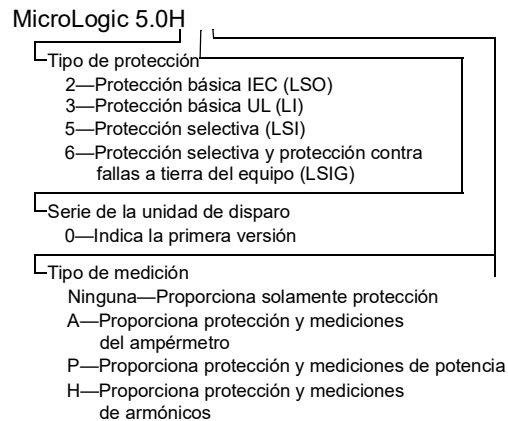 MicroLogic 5.0H
Tipo de protección
2—Protección básica IEC (LSO)
3—Protección básica UL (LI)
5—Protección selectiva (LSI)
6—Protección selectiva y protección contra
fallas a tierra del equipo (LSIG)
Serie de la unidad de disparo
0—Indica la primera versión
Tipo de medición
Ninguna—Proporciona solamente protección
A—Proporciona protección y mediciones
del ampérmetro
P—Proporciona protección y mediciones de potencia
H—Proporciona protección y mediciones
de armónicos